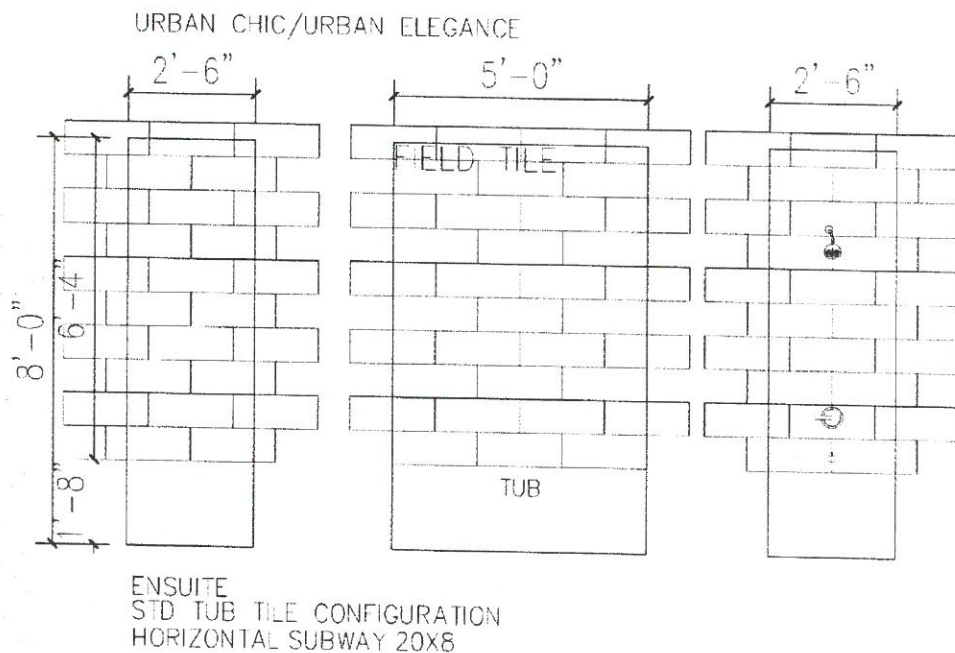 URBAN CHIC/URBAN ELEGANCE
2'-6"
5'-0"
2'-6"
FIELD TILE
8'-0"
6'-4"
1'-8"
TUB
ENSUITE
STD TUB TILE CONFIGURATION
HORIZONTAL SUBWAY 20X8